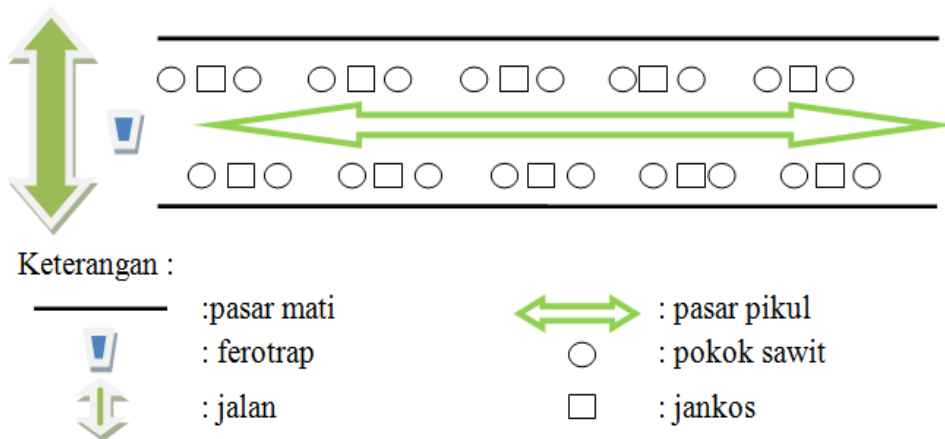 Keterangan :
:pasar mati
: pasar pikul
: ferotrap
: pokok sawit
: jalan
: jankos